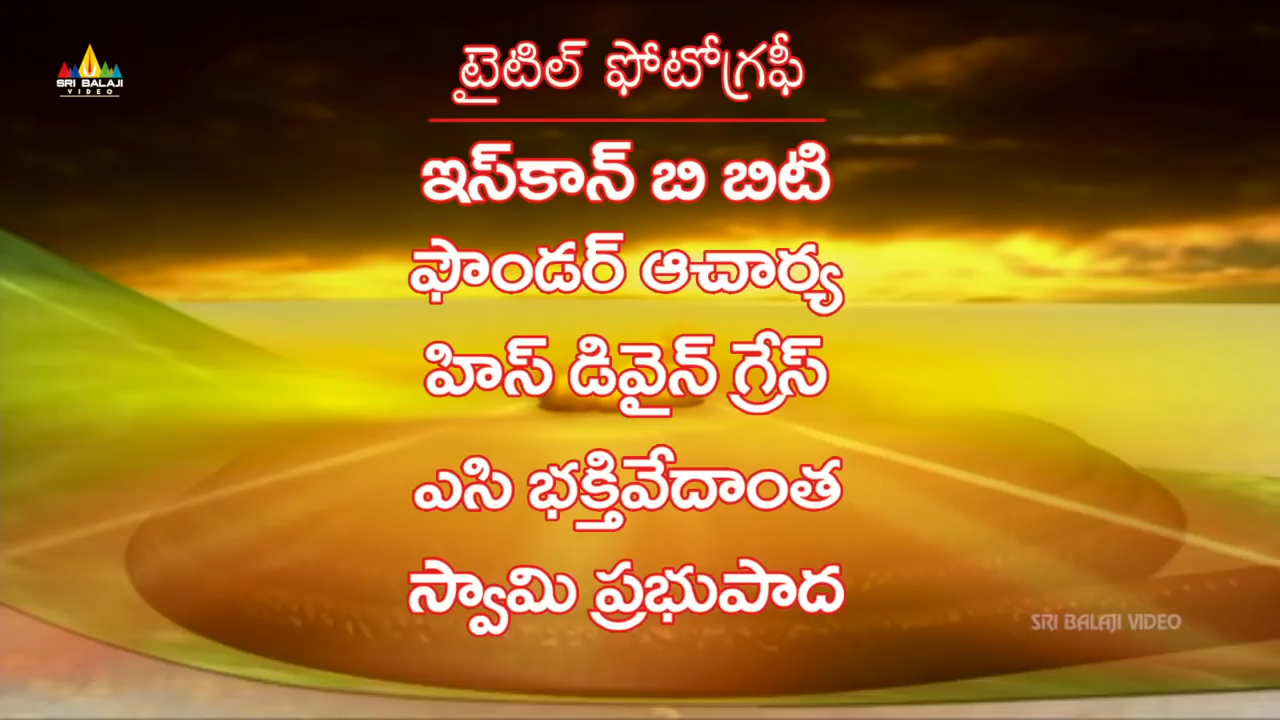 SRI BALAJI
VIDEO
టైటిల్ ఫోటోగ్రఫీ
ఇస్‌కాన్ బి బిటి
ఫౌండర్ ఆచార్య
హిస్ డివైన్ గ్రేస్
ఎసి భక్తివేదాంత
స్వామి ప్రభుపాద
SRI BALAJI VIDEO